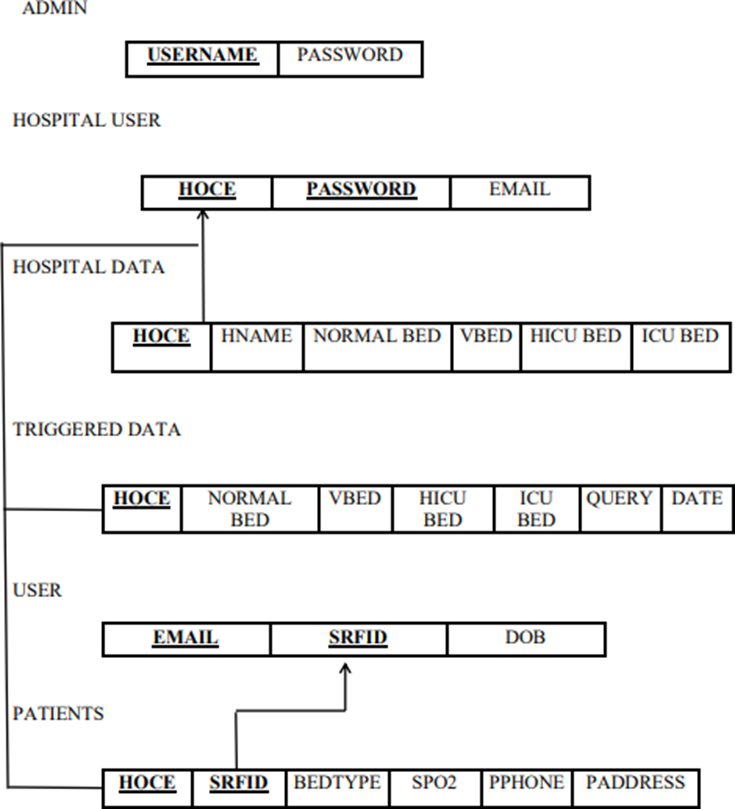 ADMIN
USERNAME PASSWORD
HOSPITAL USER
HOCE PASSWORD EMAIL
HOSPITAL DATA
HOCE HNAME NORMAL BED VBED HICU BED ICU BED
TRIGGERED DATA
HOCE NORMAL VBED HICU ICU QUERY DATE
BED BED BED
USER
EMAIL SRFID DOB
PATIENTS
HOCE SRFID BEDTYPE SPO2 PPHONE PADDRESS